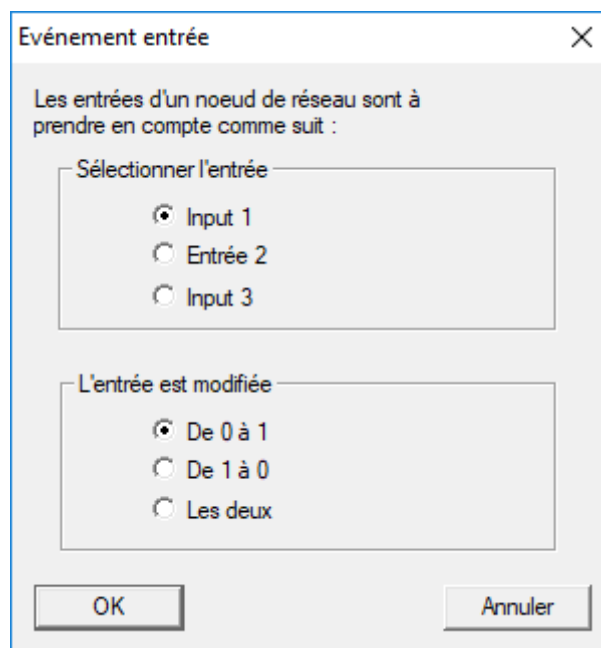 Evénement entrée
Les entrées d'un noeud de réseau sont à
prendre en compte comme suit :
Sélectionner l'entrée
Input 1
Entrée 2
Input 3
L'entrée est modifiée
De 0 à 1
De 1 à 0
Les deux
OK
Annuler